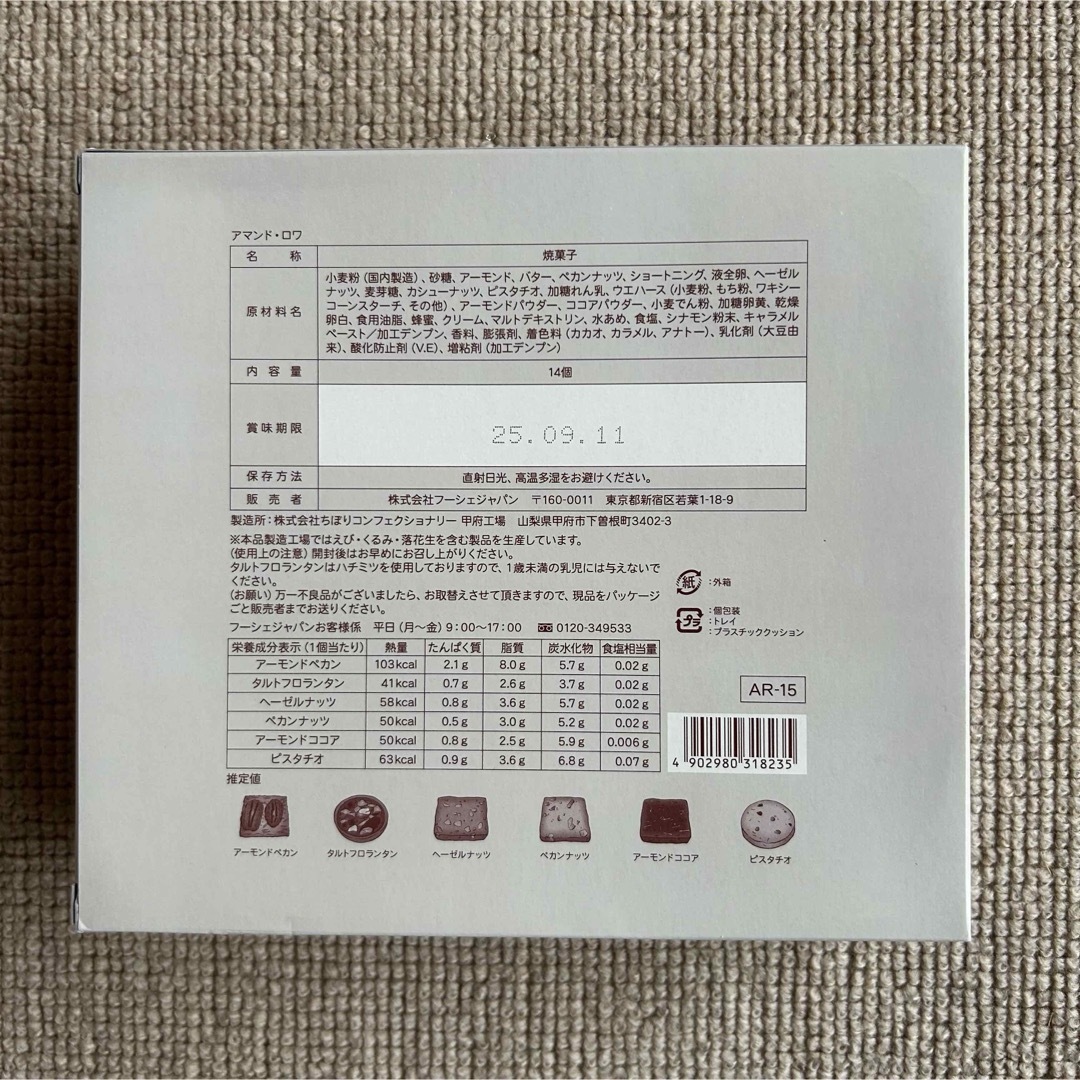 アマンド・ロワ
名称 焼菓子
原材料名 小麦粉(国内製造)、砂糖、アーモンド、バター、ペカンナッツ、ショートニング、液全卵、ヘーゼル
ナッツ、麦芽糖、カシューナッツ、ピスタチオ、加糖れん乳、ウエハース(小麦粉、もち粉、ワキシー
コーンスターチ、その他)、アーモンドパウダー、ココアパウダー、小麦でん粉、加糖卵黄、乾燥
卵白、食用油脂、蜂蜜、クリーム、マルトデキストリン、水あめ、食塩、シナモン粉末、キャラメル
ペースト/加工デンプン、香料、膨張剤、着色料(カカオ、カラメル、アナトー)、乳化剤(大豆由
来)、酸化防止剤(V.E)、増粘剤(加工デンプン)
内容量 14個
賞味期限 25.09.11
保存方法 直射日光、高温多湿をお避けください。
販売者 株式会社フーシェジャパン 〒160-0011 東京都新宿区若葉1-18-9
製造所:株式会社ちぼりコンフェクショナリー 甲府工場 山梨県甲府市下曽根町3402-3
※本品製造工場ではえび・くるみ・落花生を含む製品を生産しています。
(使用上の注意)開封後はお早めにお召し上がりください。
タルトフロランタンはハチミツを使用しておりますので、1歳未満の乳児には与えないで
ください。
(お願い)万一不良品がございましたら、お取替えさせて頂きますので、現品をパッケージ
ごと販売者までお送りください。
フーシェジャパンお客様係 平日(月〜金)9:00〜17:00 0120-349533
紙 :外箱
プラ :個包装
:トレイ
:プラスチッククッション
栄養成分表示(1個当たり) 熱量 たんぱく質 脂質 炭水化物 食塩相当量
アーモンドペカン 103kcal 2.1g 8.0g 5.7g 0.02g
タルトフロランタン 41kcal 0.7g 2.6g 3.7g 0.02g
ヘーゼルナッツ 58kcal 0.8g 3.6g 5.7g 0.02g
ペカンナッツ 50kcal 0.5g 3.0g 5.2g 0.02g
アーモンドココア 50kcal 0.8g 2.5g 5.9g 0.006g
ピスタチオ 63kcal 0.9g 3.6g 6.8g 0.07g
推定値
AR-15
4 902980 318235
アーモンドペカン タルトフロランタン ヘーゼルナッツ ペカンナッツ アーモンドココア ピスタチオ